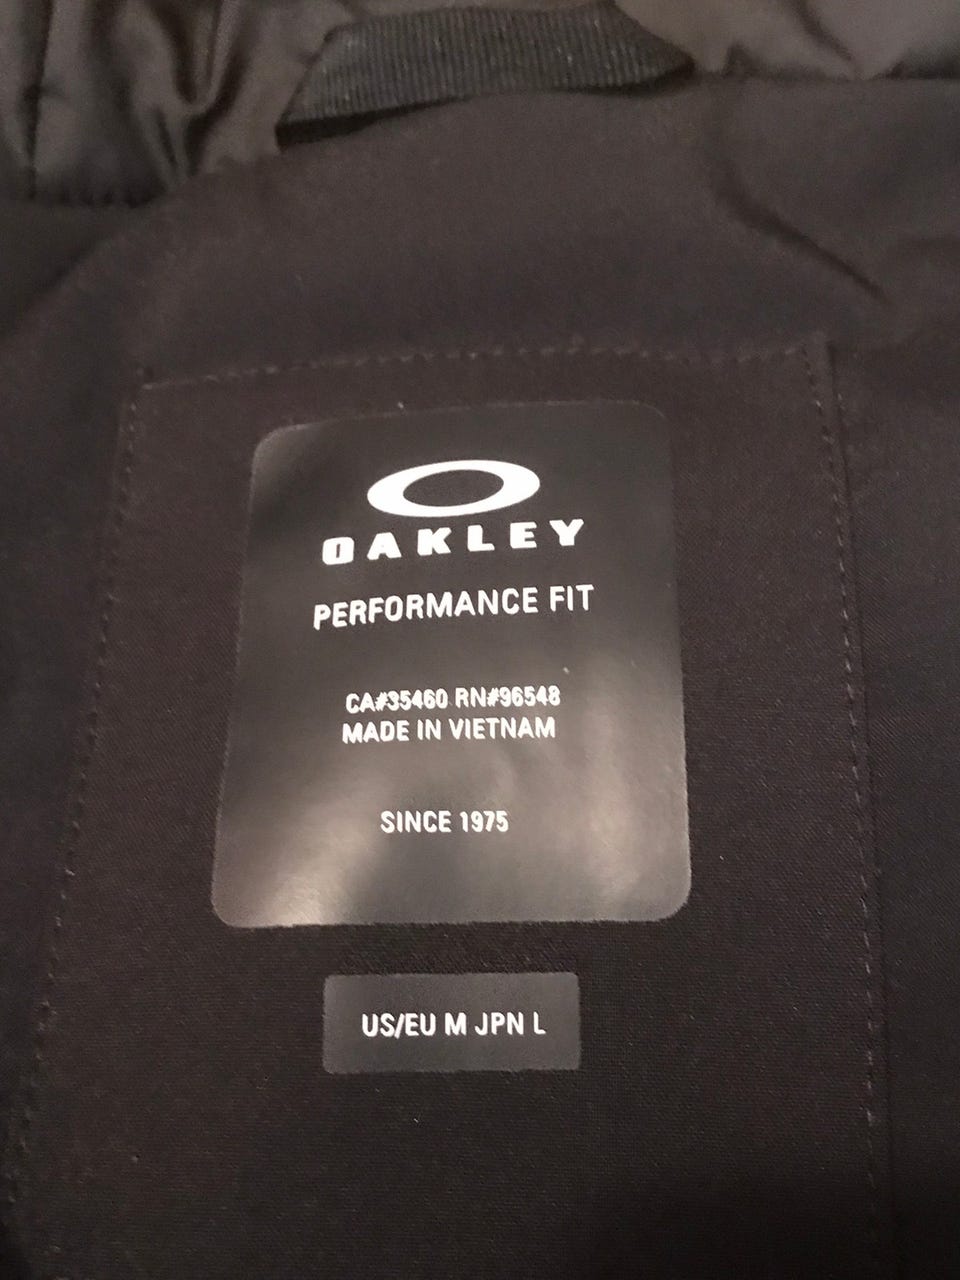 OAKLEY
PERFORMANCE FIT
CA#35460 RN#96548
MADE IN VIETNAM
SINCE 1975
US/EU M JPN L